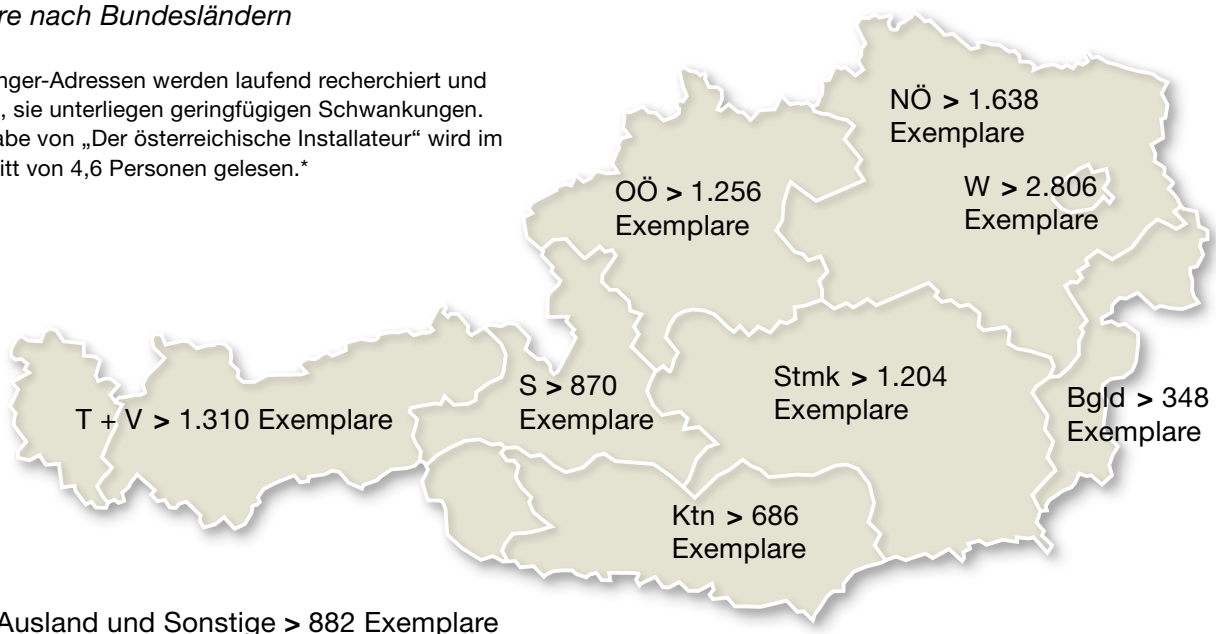 re nach Bundesländern
nger-Adressen werden laufend recherchiert und
, sie unterliegen geringfügigen Schwankungen.
abe von „Der österreichische Installateur“ wird im
itt von 4,6 Personen gelesen.*
NÖ > 1.638
Exemplare
OÖ > 1.256
Exemplare
W > 2.806
Exemplare
S > 870
Exemplare
Stmk > 1.204
Exemplare
Bgld > 348
Exemplare
T + V > 1.310 Exemplare
Ktn > 686
Exemplare
Ausland und Sonstige > 882 Exemplare